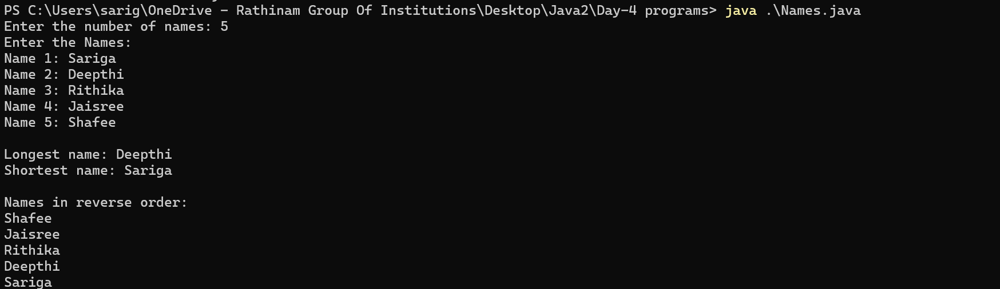 PS C:\Users\sarig\OneDrive - Rathinam Group Of Institutions\Desktop\Java2\Day-4 programs> java .\Names.java
Enter the number of names: 5
Enter the Names:
Name 1: Sariga
Name 2: Deepthi
Name 3: Rithika
Name 4: Jaisree
Name 5: Shafee

Longest name: Deepthi
Shortest name: Sariga

Names in reverse order:
Shafee
Jaisree
Rithika
Deepthi
Sariga